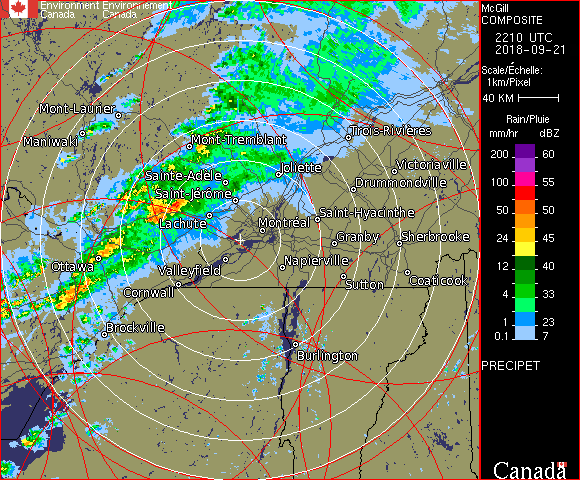 Environment Environnement
Canada Canada
McGill
COMPOSITE
2210 UTC
2018-09-21
Scale/Échelle:
1km/Pixel
40 KM
Rain/Pluie
mm/hr dBZ
200 60
100 55
50 50
24 45
12 40
4 33
1 23
0.1 7
PRECIPET
Canada
Mont-Laurier
Maniwaki
Mont-Tremblant
Trois-Rivières
Sainte-Adèle
Joliette
Victoriaville
Saint-Jérôme
Drummondville
Lachute
Montréal
Saint-Hyacinthe
Granby
Sherbrooke
Ottawa
Valleyfield
Napierville
Cornwall
Sutton
Coaticook
Brockville
Burlington